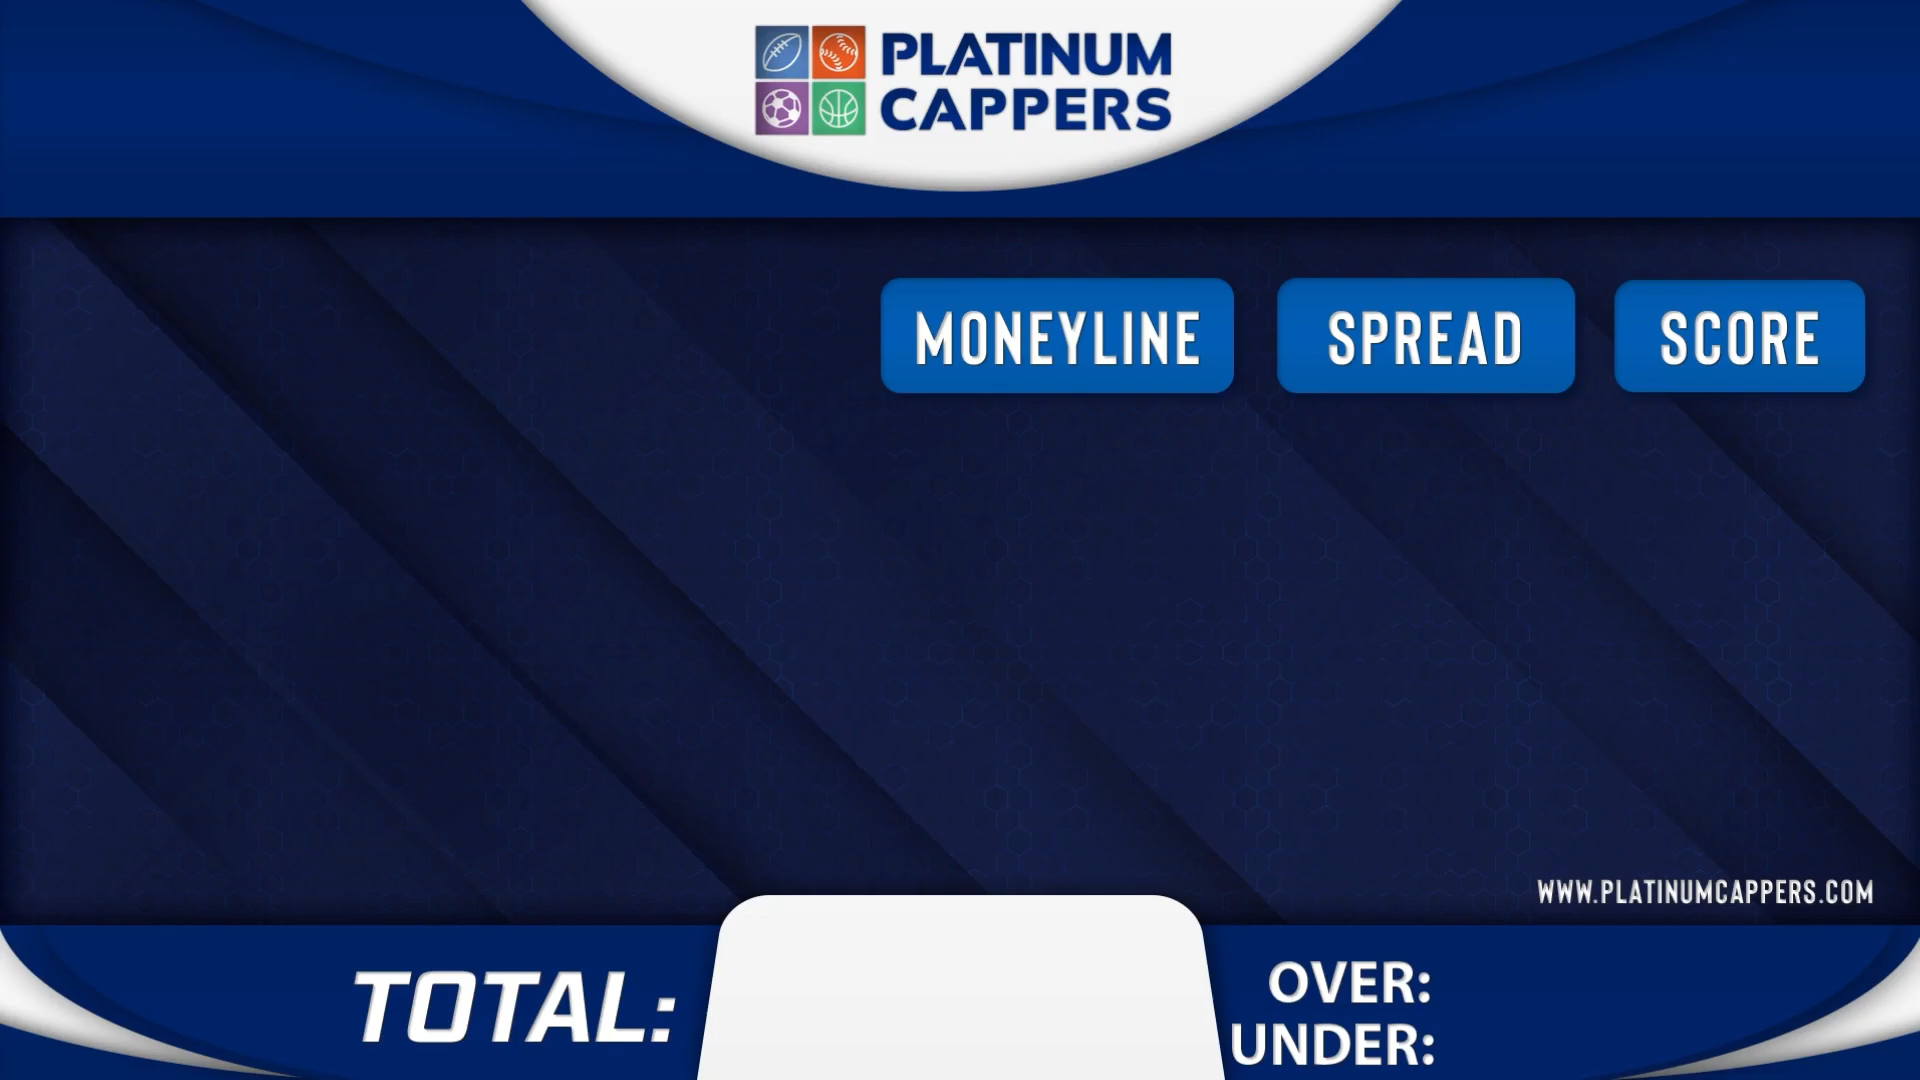 PLATINUM
CAPPERS
MONEYLINE SPREAD SCORE
WWW.PLATINUMCAPPERS.COM
TOTAL:
OVER:
UNDER: